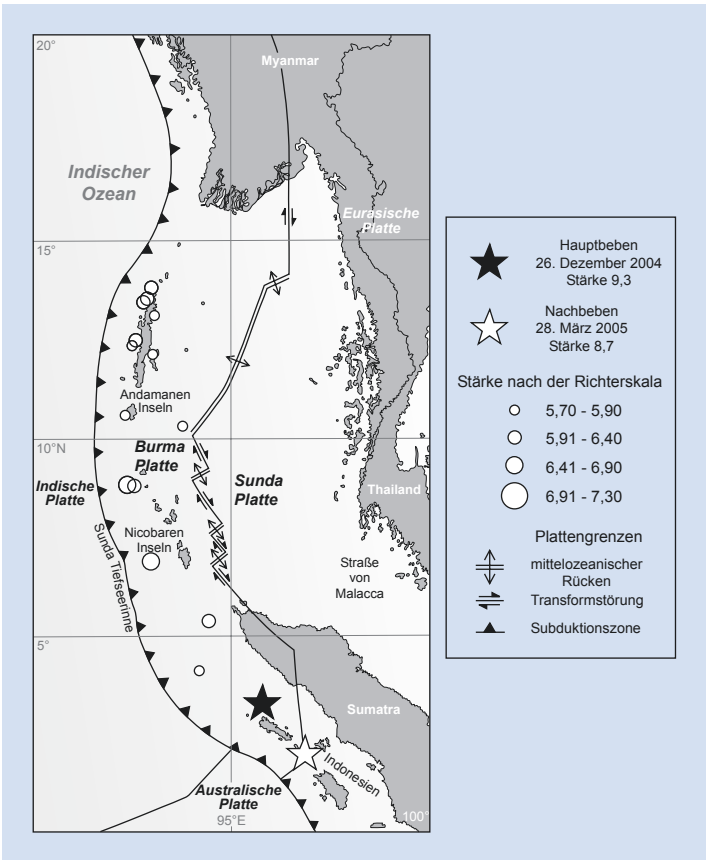 20°
Myanmar
Indischer
Ozean
Eurasische
Platte
15°
Andamanen
Inseln
10°N
Burma
Platte
Indische
Platte
Sunda
Platte
Thailand
Sunda Tiefseerinne
Nicobaren
Inseln
Straße
von
Malacca
5°
Sumatra
Indonesien
Australische
Platte
95°E
100°
Hauptbeben
26. Dezember 2004
Stärke 9,3
Nachbeben
28. März 2005
Stärke 8,7
Stärke nach der Richterskala
5,70 - 5,90
5,91 - 6,40
6,41 - 6,90
6,91 - 7,30
Plattengrenzen
mittelozeanischer
Rücken
Transformstörung
Subduktionszone